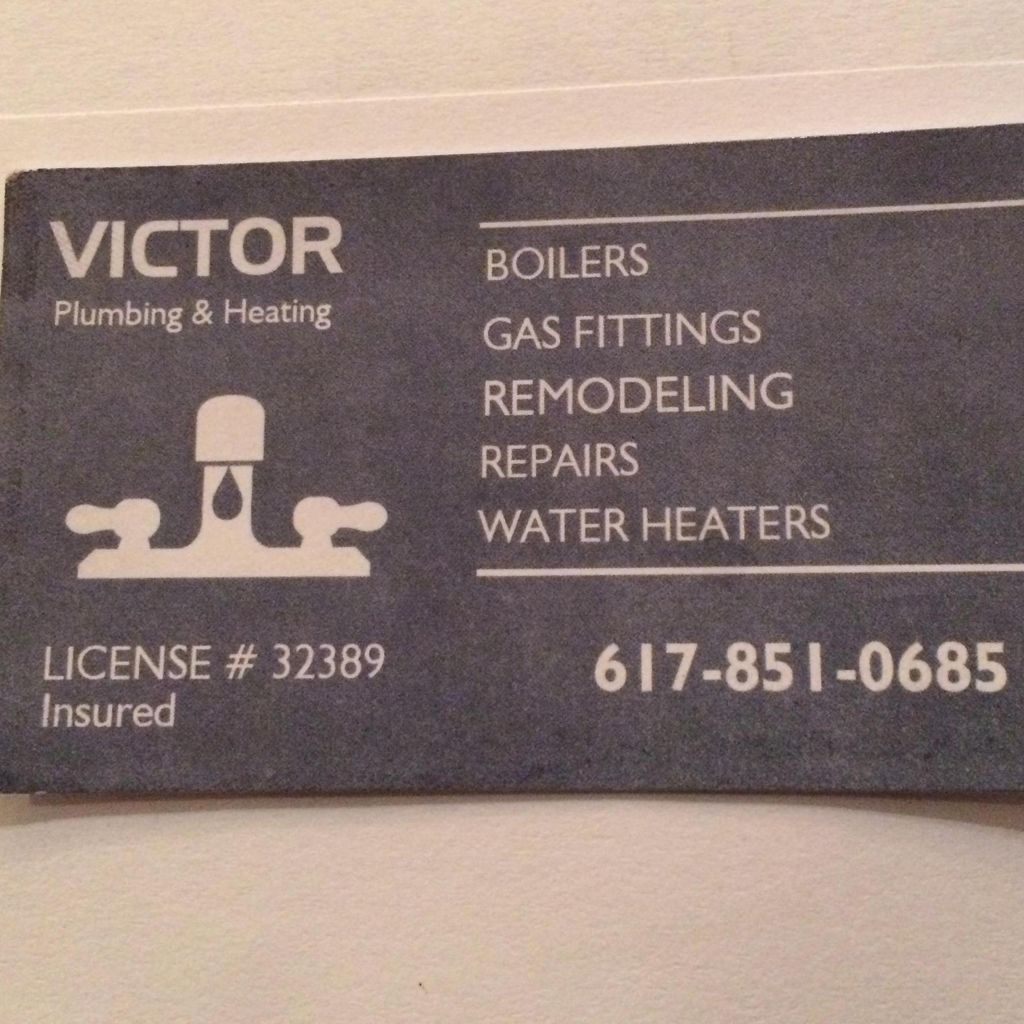 VICTOR
Plumbing & Heating
LICENSE # 32389
Insured
BOILERS
GAS FITTINGS
REMODELING
REPAIRS
WATER HEATERS
617-851-0685